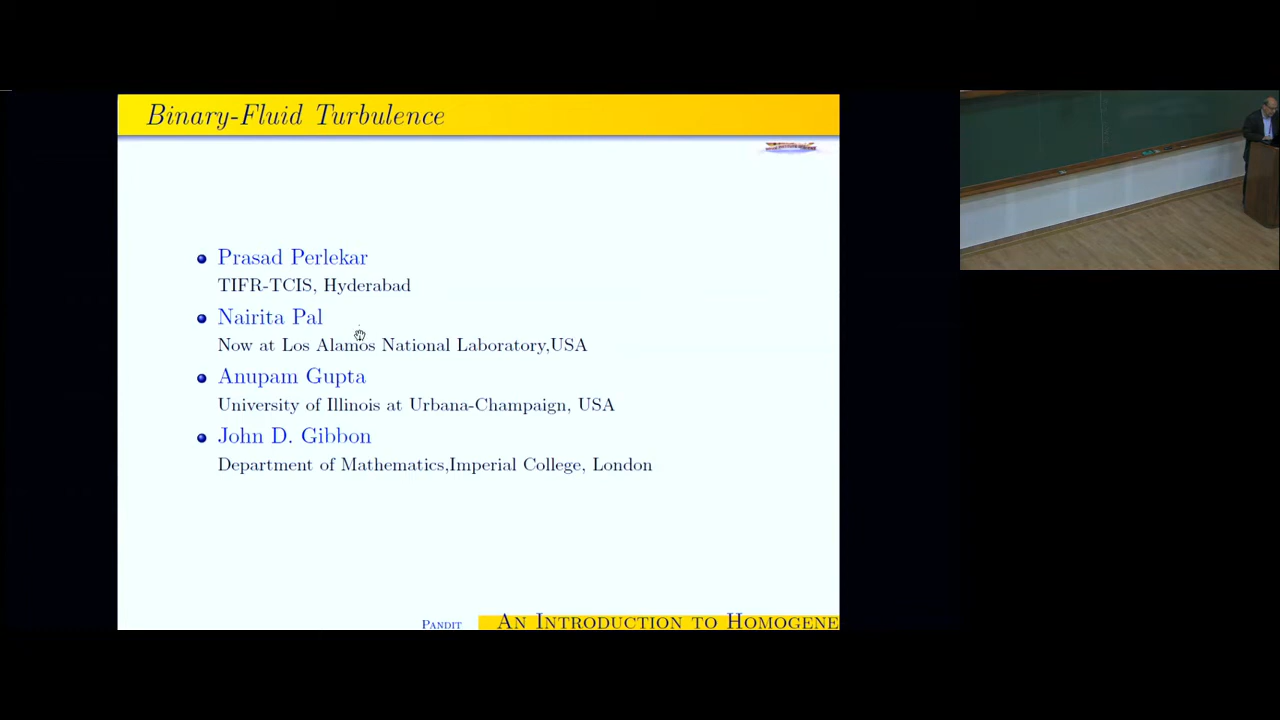 Binary-Fluid Turbulence
Prasad Perlekar
TIFR-TCIS, Hyderabad
Nairita Pal
Now at Los Alamos National Laboratory,USA
Anupam Gupta
University of Illinois at Urbana-Champaign, USA
John D. Gibbon
Department of Mathematics,Imperial College, London
Pandit
An Introduction to Homogene